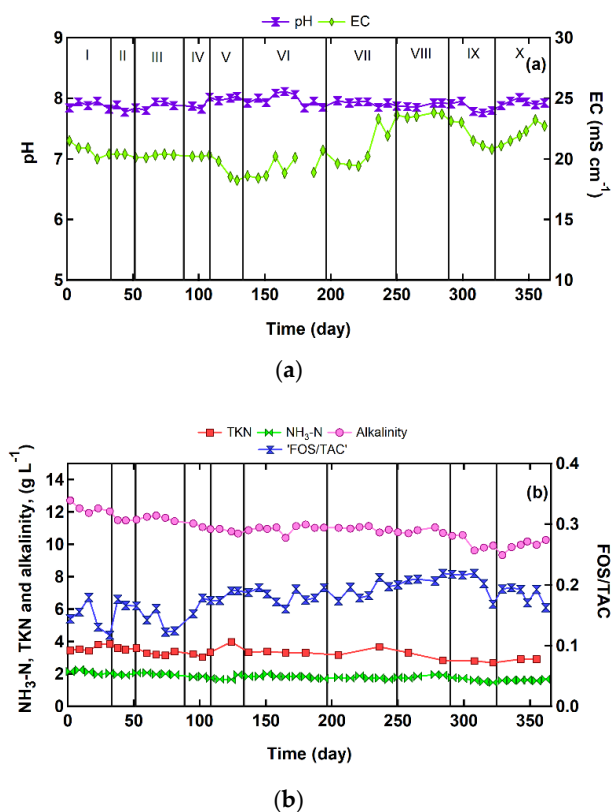 pH EC
9 30
I II III IV V VI VII VIII IX X (a)
8 25
7 20
6 15
5 10
pH
EC (mS cm⁻¹)
0 50 100 150 200 250 300 350
Time (day)
(a)
TKN NH₃-N Alkalinity
'FOS/TAC'
15 0.4
14 (b)
12
0.3
10
8 0.2
6
4 0.1
2
0 0.0
NH₃-N, TKN and alkalinity, (g L⁻¹)
FOS/TAC
0 50 100 150 200 250 300 350
Time (day)
(b)